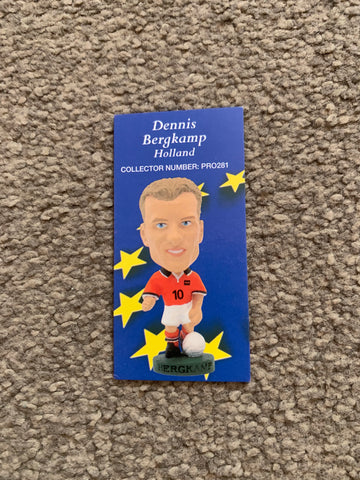 Dennis
Bergkamp
Holland
COLLECTOR NUMBER: PRO281
10
BERGKAMP